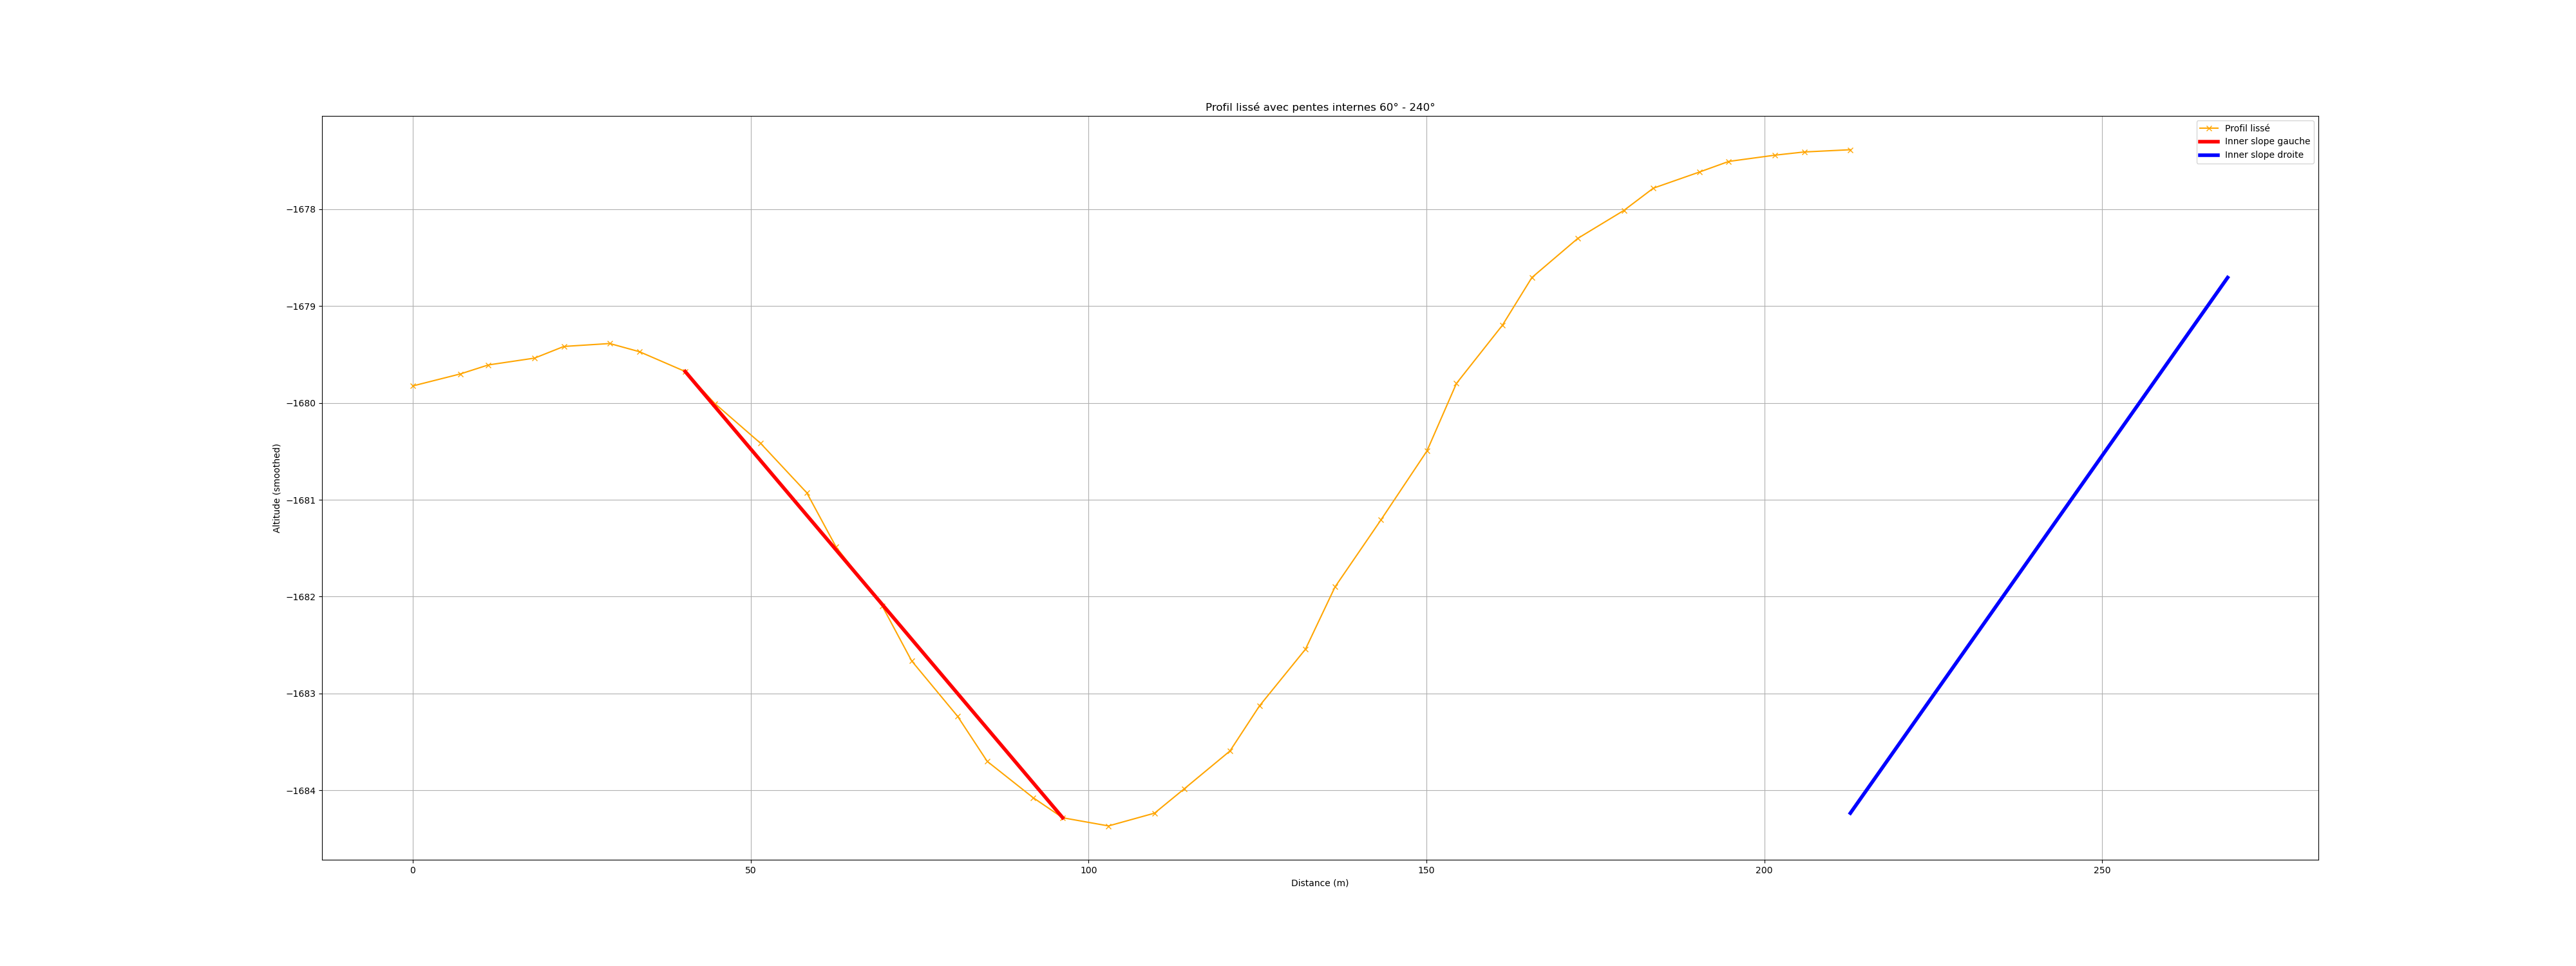 Profil lissé avec pentes internes 60° - 240°
Profil lissé
Inner slope gauche
Inner slope droite
−1678
−1679
−1680
−1681
−1682
−1683
−1684
Altitude (smoothed)
0
50
100
150
200
250
Distance (m)